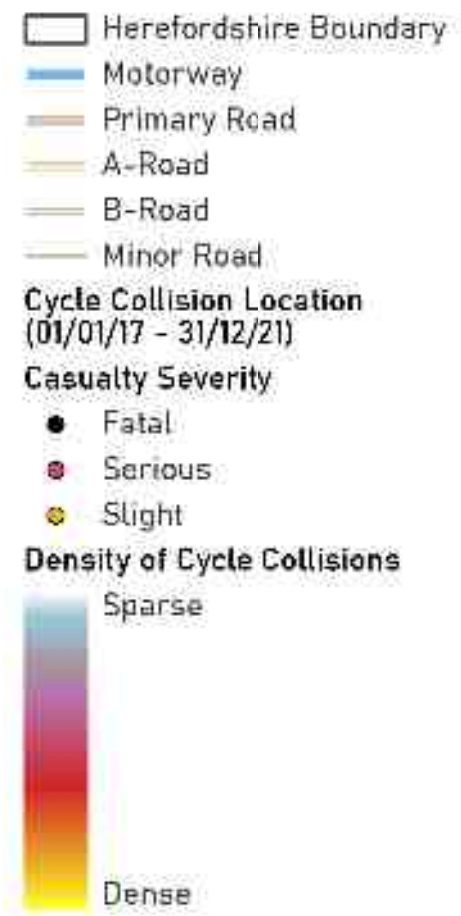 Herefordshire Boundary
Motorway
Primary Road
A-Road
B-Road
Minor Road
Cycle Collision Location
(01/01/17 - 31/12/21)
Casualty Severity
Fatal
Serious
Slight
Density of Cycle Collisions
Sparse
Dense